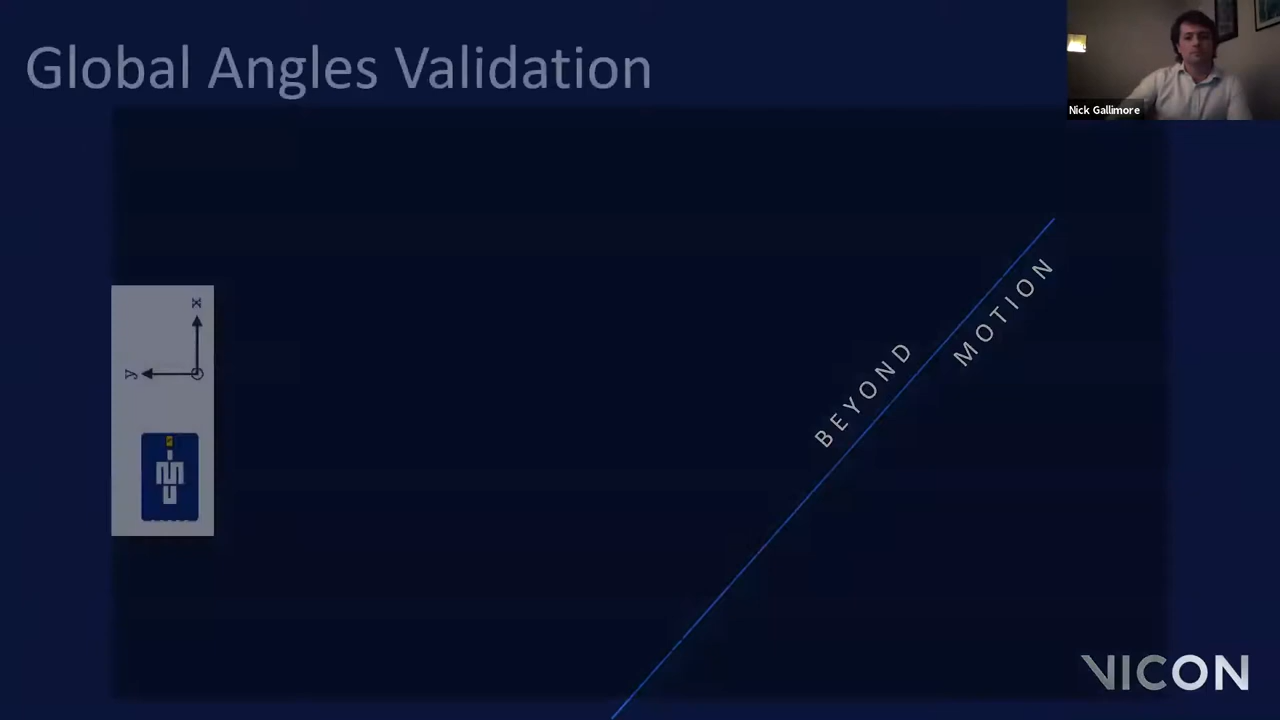 Global Angles Validation
Nick Gallimore
x
y
BEYOND
MOTION
VICON